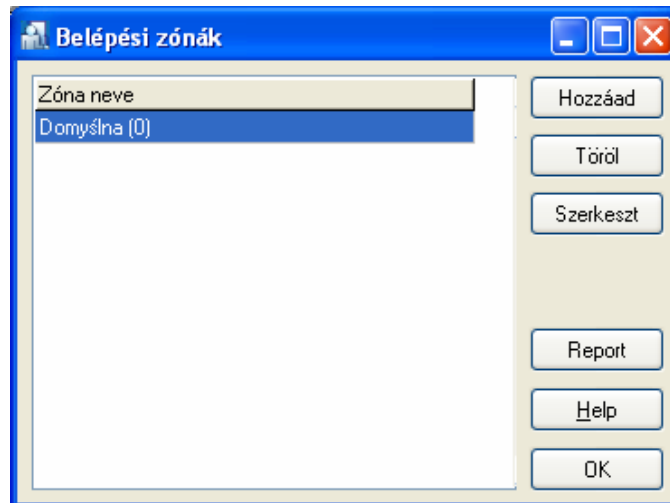 Belépési zónák
Zóna neve
Domyślna (0)
Hozzáad
Töröl
Szerkeszt
Report
Help
OK